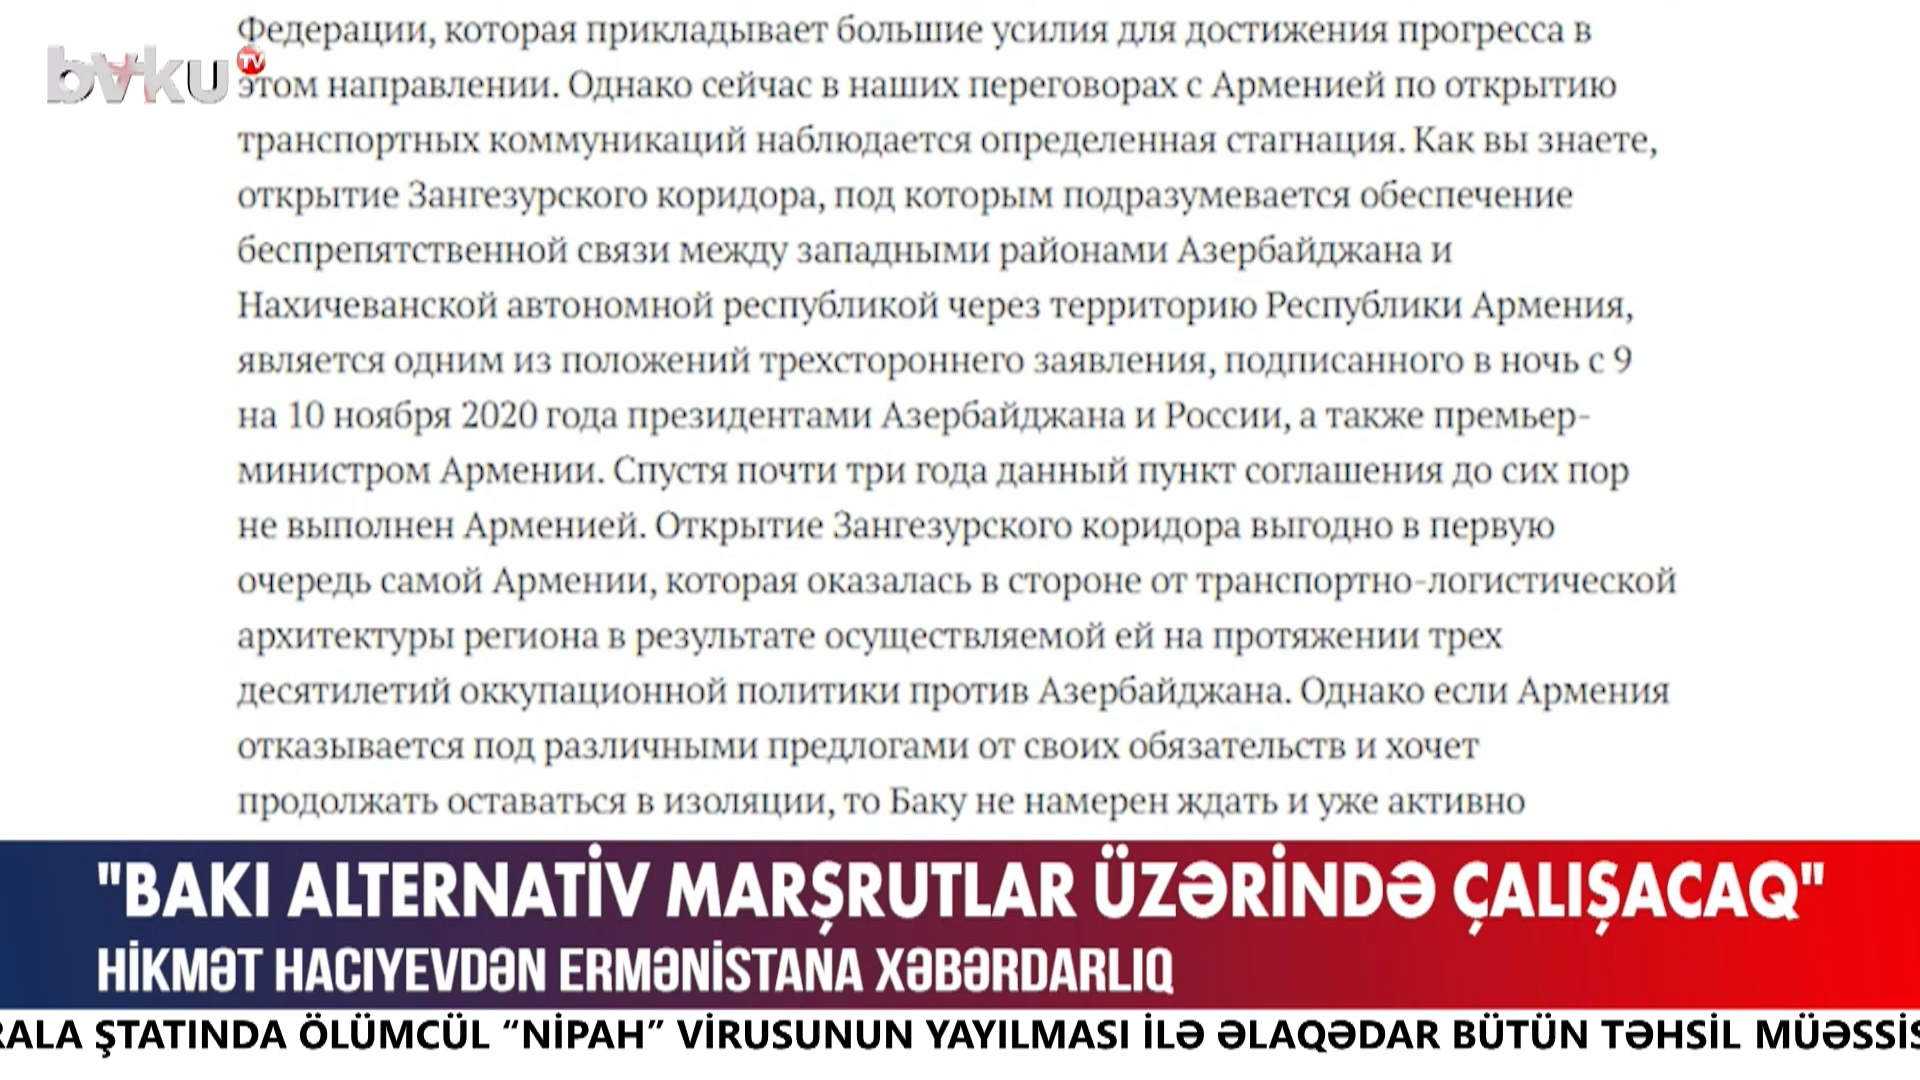 Федерации, которая прикладывает большие усилия для достижения прогресса в
bvku TV
этом направлении. Однако сейчас в наших переговорах с Арменией по открытию
транспортных коммуникаций наблюдается определенная стагнация. Как вы знаете,
открытие Зангезурского коридора, под которым подразумевается обеспечение
беспрепятственной связи между западными районами Азербайджана и
Нахичеванской автономной республикой через территорию Республики Армения,
является одним из положений трехстороннего заявления, подписанного в ночь с 9
на 10 ноября 2020 года президентами Азербайджана и России, а также премьер-
министром Армении. Спустя почти три года данный пункт соглашения до сих пор
не выполнен Арменией. Открытие Зангезурского коридора выгодно в первую
очередь самой Армении, которая оказалась в стороне от транспортно-логистической
архитектуры региона в результате осуществляемой ей на протяжении трех
десятилетий оккупационной политики против Азербайджана. Однако если Армения
отказывается под различными предлогами от своих обязательств и хочет
продолжать оставаться в изоляции, то Баку не намерен ждать и уже активно
"BAKI ALTERNATİV MARŞRUTLAR ÜZƏRİNDƏ ÇALIŞACAQ"
HİKMƏT HACIYEVDƏN ERMƏNİSTANA XƏBƏRDARLIQ
RALA ŞTATINDA ÖLÜMCÜL “NİPAH” VİRUSUNUN YAYILMASI İLƏ ƏLAQƏDAR BÜTÜN TƏHSİL MÜƏSSİS